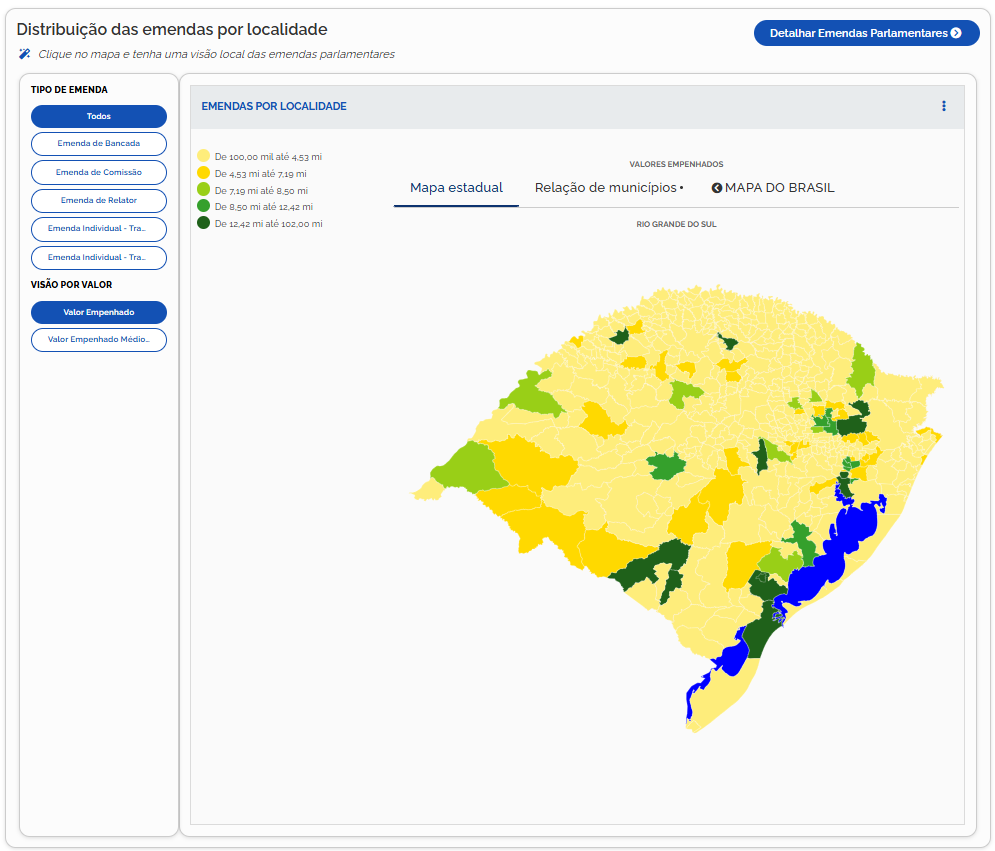 Distribuição das emendas por localidade
Clique no mapa e tenha uma visão local das emendas parlamentares
Detalhar Emendas Parlamentares
TIPO DE EMENDA
Todos
Emenda de Bancada
Emenda de Comissão
Emenda de Relator
Emenda Individual - Tra...
Emenda Individual - Tra...
VISÃO POR VALOR
Valor Empenhado
Valor Empenhado Médio...
EMENDAS POR LOCALIDADE
De 100,00 mil até 4,53 mi
De 4,53 mi até 7,19 mi
De 7,19 mi até 8,50 mi
De 8,50 mi até 12,42 mi
De 12,42 mi até 102,00 mi
VALORES EMPENHADOS
Mapa estadual
Relação de municípios •
MAPA DO BRASIL
RIO GRANDE DO SUL